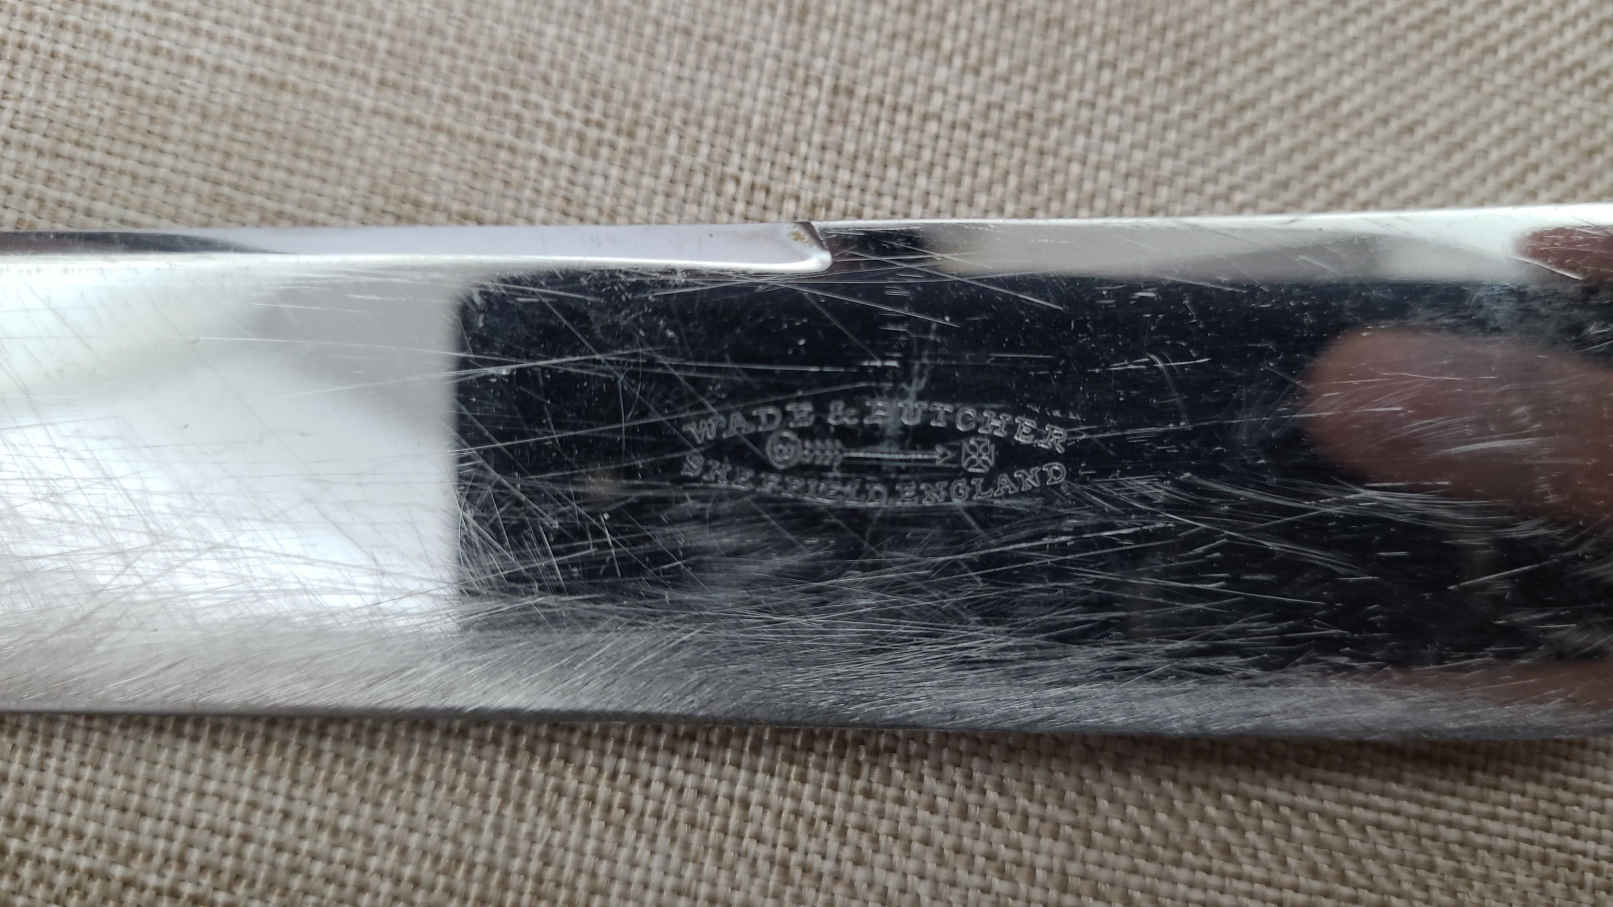 WADE & BUTCHER
SHEFFIELD ENGLAND